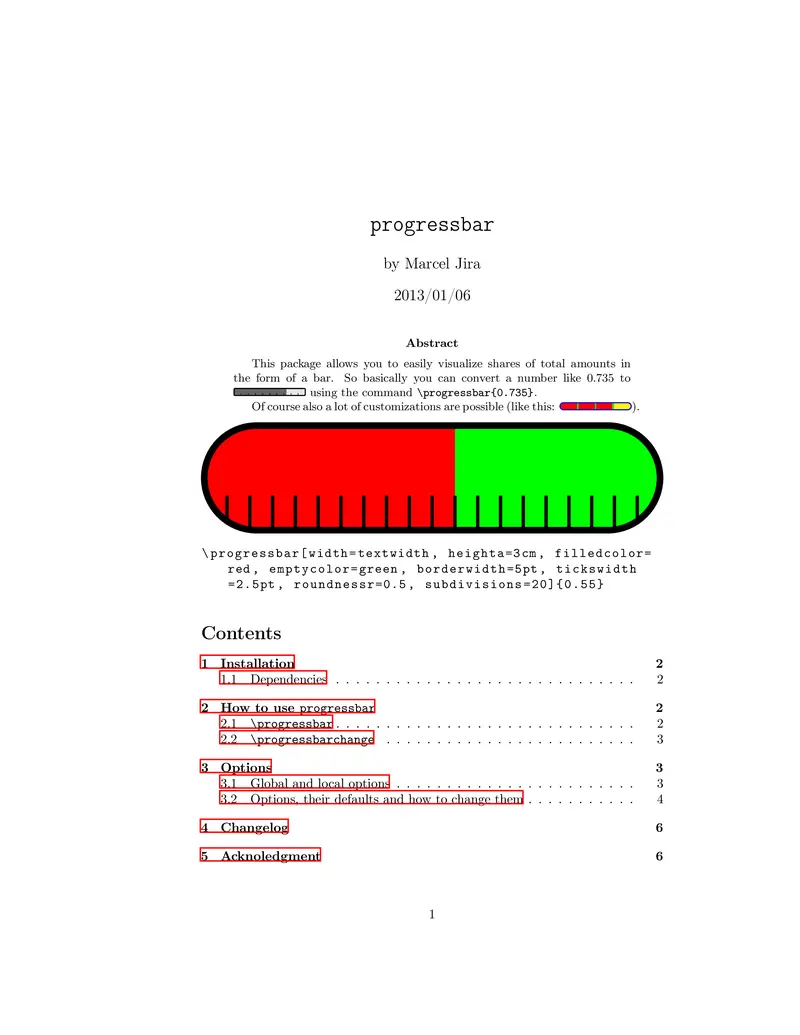 progressbar
by Marcel Jira
2013/01/06
Abstract
This package allows you to easily visualize shares of total amounts in
the form of a bar. So basically you can convert a number like 0.735 to
using the command \progressbar{0.735}.
Of course also a lot of customizations are possible (like this: ).
\progressbar[width=textwidth, heighta=3cm, filledcolor=
red, emptycolor=green, borderwidth=5pt, tickswidth
=2.5pt, roundnessr=0.5, subdivisions=20]{0.55}
Contents
1 Installation 2
1.1 Dependencies . . . . . . . . . . . . . . . . . . . . . . . . . . . . . . 2
2 How to use progressbar 2
2.1 \progressbar . . . . . . . . . . . . . . . . . . . . . . . . . . . . . . 2
2.2 \progressbarchange . . . . . . . . . . . . . . . . . . . . . . . . . 3
3 Options 3
3.1 Global and local options . . . . . . . . . . . . . . . . . . . . . . . . 3
3.2 Options, their defaults and how to change them . . . . . . . . . . . 4
4 Changelog 6
5 Acknoledgment 6
1